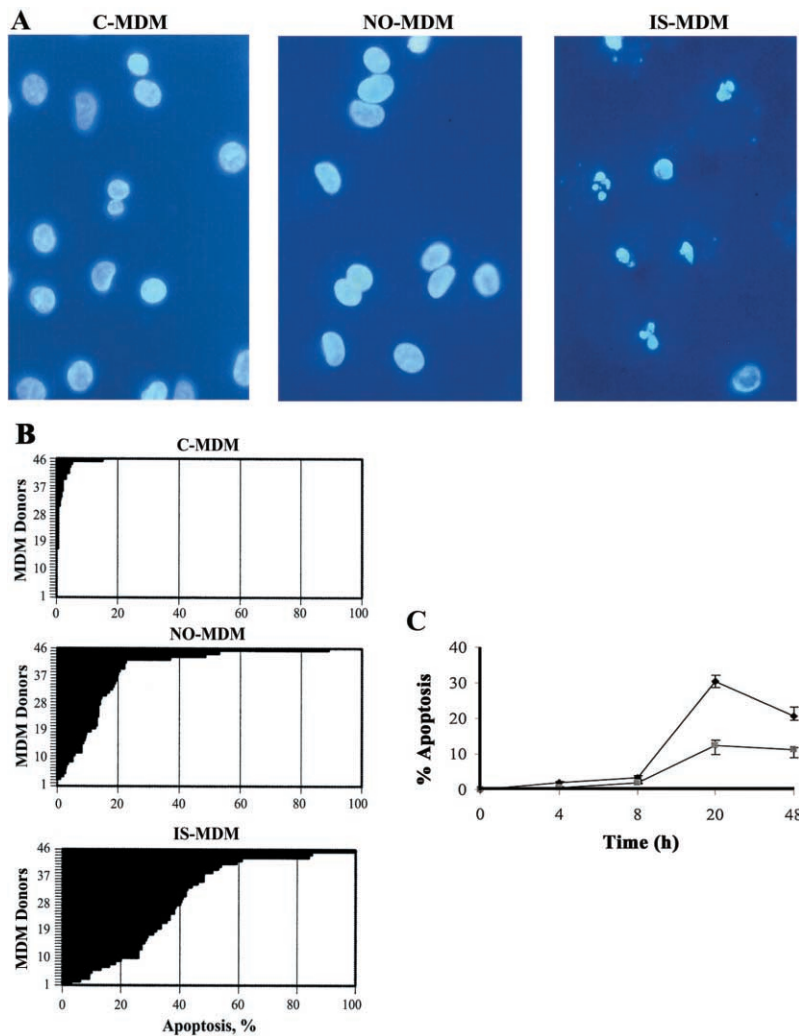 A
C-MDM NO-MDM IS-MDM
B
C-MDM
MDM Donors
46
37
28
19
10
1
0 20 40 60 80 100
NO-MDM
MDM Donors
46
37
28
19
10
1
0 20 40 60 80 100
IS-MDM
MDM Donors
46
37
28
19
10
1
0 20 40 60 80 100
Apoptosis, %
C
% Apoptosis
40
30
20
10
0
0 4 8 20 48
Time (h)